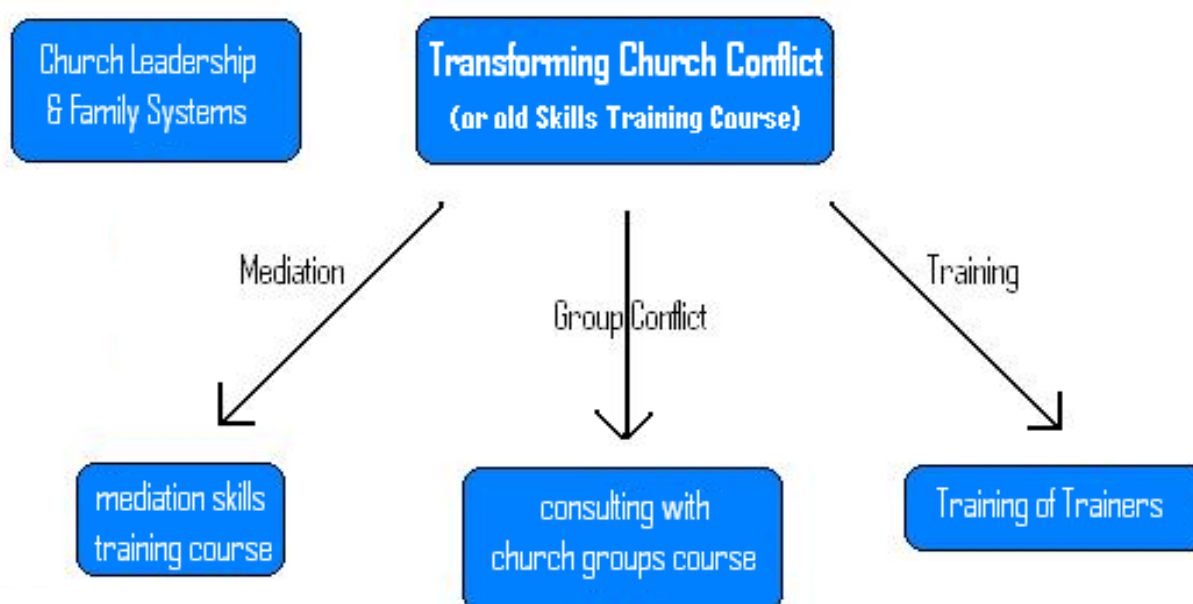 Church Leadership
& Family Systems
Transforming Church Conflict
(or old Skills Training Course)
Mediation
Group Conflict
Training
mediation skills
training course
consulting with
church groups course
Training of Trainers